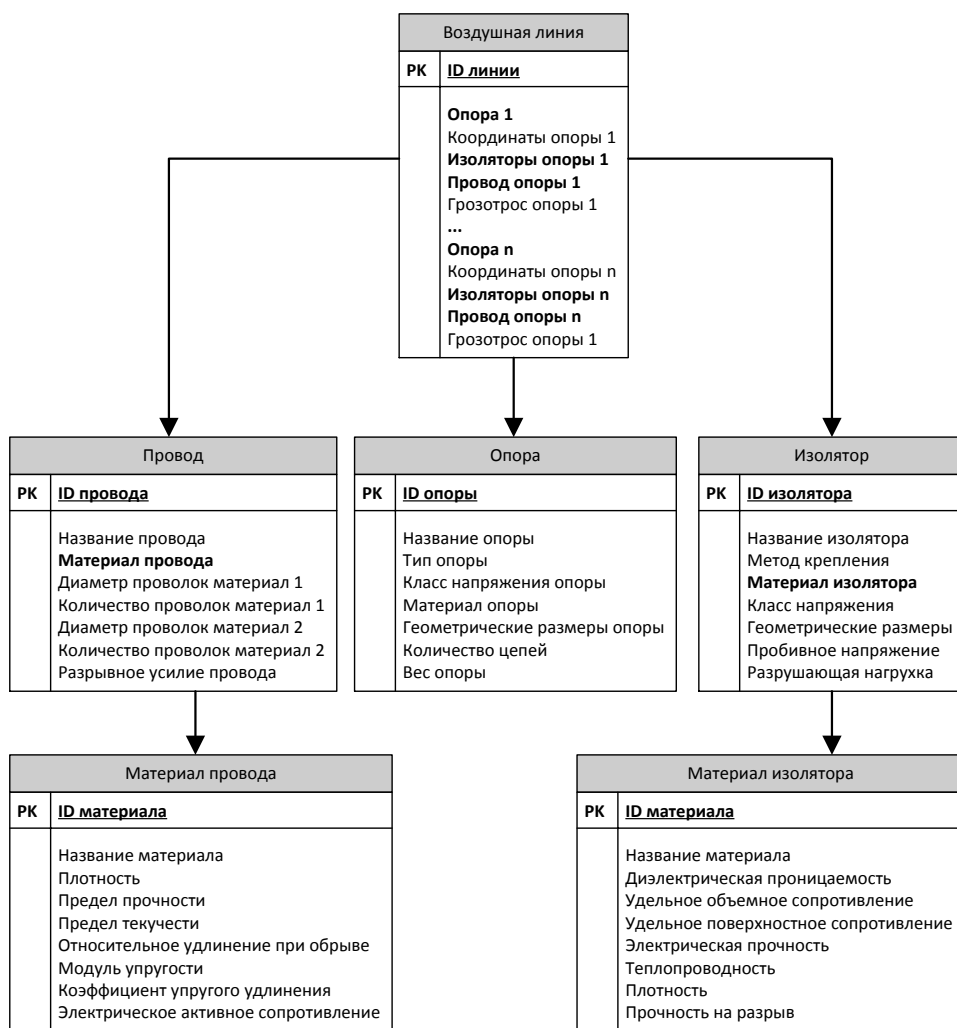 Воздушная линия
PK ID линии
Опора 1
Координаты опоры 1
Изоляторы опоры 1
Провод опоры 1
Грозотрос опоры 1
...
Опора n
Координаты опоры n
Изоляторы опоры n
Провод опоры n
Грозотрос опоры 1
Провод
PK ID провода
Название провода
Материал провода
Диаметр проволок материал 1
Количество проволок материал 1
Диаметр проволок материал 2
Количество проволок материал 2
Разрывное усилие провода
Опора
PK ID опоры
Название опоры
Тип опоры
Класс напряжения опоры
Материал опоры
Геометрические размеры опоры
Количество цепей
Вес опоры
Изолятор
PK ID изолятора
Название изолятора
Метод крепления
Материал изолятора
Класс напряжения
Геометрические размеры
Пробивное напряжение
Разрушающая нагрухка
Материал провода
PK ID материала
Название материала
Плотность
Предел прочности
Предел текучести
Относительное удлинение при обрыве
Модуль упругости
Коэффициент упругого удлинения
Электрическое активное сопротивление
Материал изолятора
PK ID материала
Название материала
Диэлектрическая проницаемость
Удельное объемное сопротивление
Удельное поверхностное сопротивление
Электрическая прочность
Теплопроводность
Плотность
Прочность на разрыв